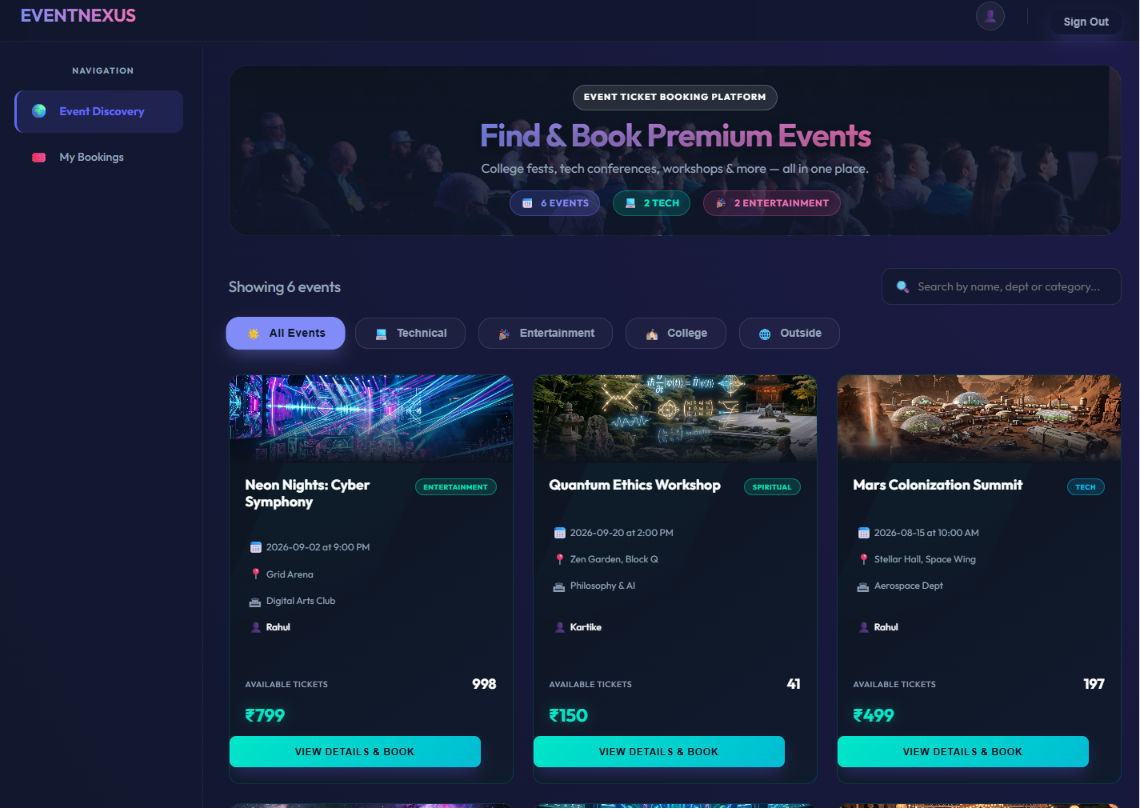 EVENTNEXUS
Sign Out
NAVIGATION
Event Discovery
My Bookings
EVENT TICKET BOOKING PLATFORM
Find & Book Premium Events
College fests, tech conferences, workshops & more — all in one place.
6 EVENTS
2 TECH
2 ENTERTAINMENT
Showing 6 events
Search by name, dept or category...
All Events
Technical
Entertainment
College
Outside
Neon Nights: Cyber
Symphony
ENTERTAINMENT
2026-09-02 at 9:00 PM
Grid Arena
Digital Arts Club
Rahul
AVAILABLE TICKETS
998
₹799
VIEW DETAILS & BOOK
Quantum Ethics Workshop
SPIRITUAL
2026-09-20 at 2:00 PM
Zen Garden, Block Q
Philosophy & AI
Kartike
AVAILABLE TICKETS
41
₹150
VIEW DETAILS & BOOK
Mars Colonization Summit
TECH
2026-08-15 at 10:00 AM
Stellar Hall, Space Wing
Aerospace Dept
Rahul
AVAILABLE TICKETS
197
₹499
VIEW DETAILS & BOOK